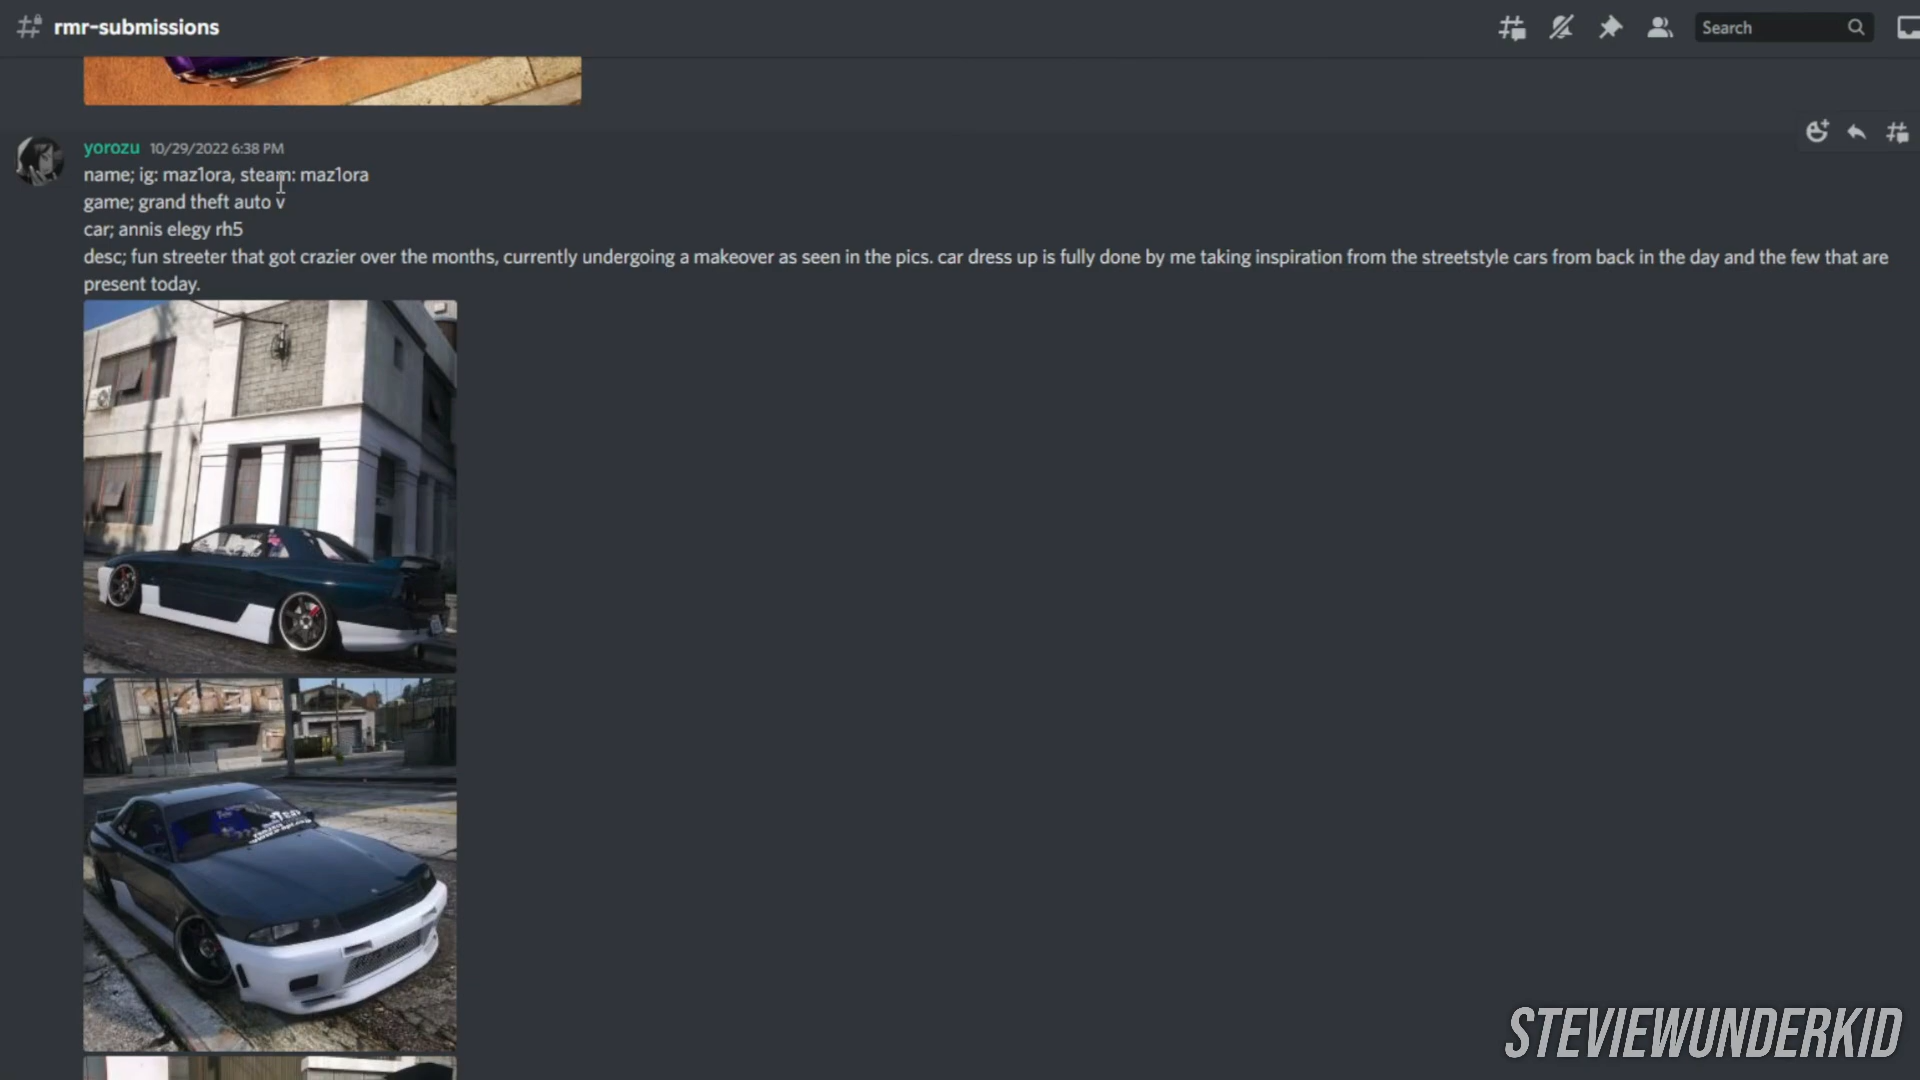 rmr-submissions
Search
yorozu 10/29/2022 6:38 PM
name; ig: maz1ora, steam: maz1ora
game; grand theft auto v
car; annis elegy rh5
desc; fun streeter that got crazier over the months, currently undergoing a makeover as seen in the pics. car dress up is fully done by me taking inspiration from the streetstyle cars from back in the day and the few that are
present today.
STEVIEWUNDERKID